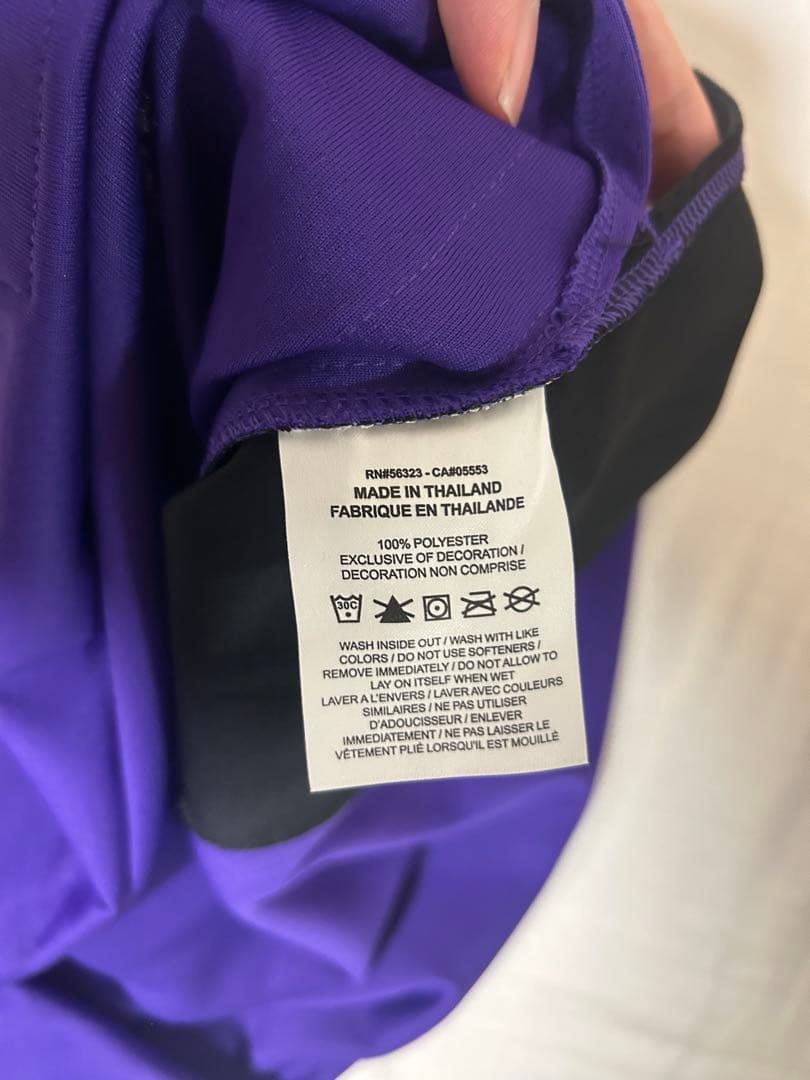 RN#56323 - CA#05553
MADE IN THAILAND
FABRIQUE EN THAILANDE
100% POLYESTER
EXCLUSIVE OF DECORATION /
DECORATION NON COMPRISE
30C
WASH INSIDE OUT / WASH WITH LIKE
COLORS / DO NOT USE SOFTENERS /
REMOVE IMMEDIATELY / DO NOT ALLOW TO
LAY ON ITSELF WHEN WET
LAVER A L'ENVERS / LAVER AVEC COULEURS
SIMILAIRES / NE PAS UTILISER
D'ADOUCISSEUR / ENLEVER
IMMEDIATEMENT / NE PAS LAISSER LE
VÊTEMENT PLIÉ LORSQU'IL EST MOUILLÉ